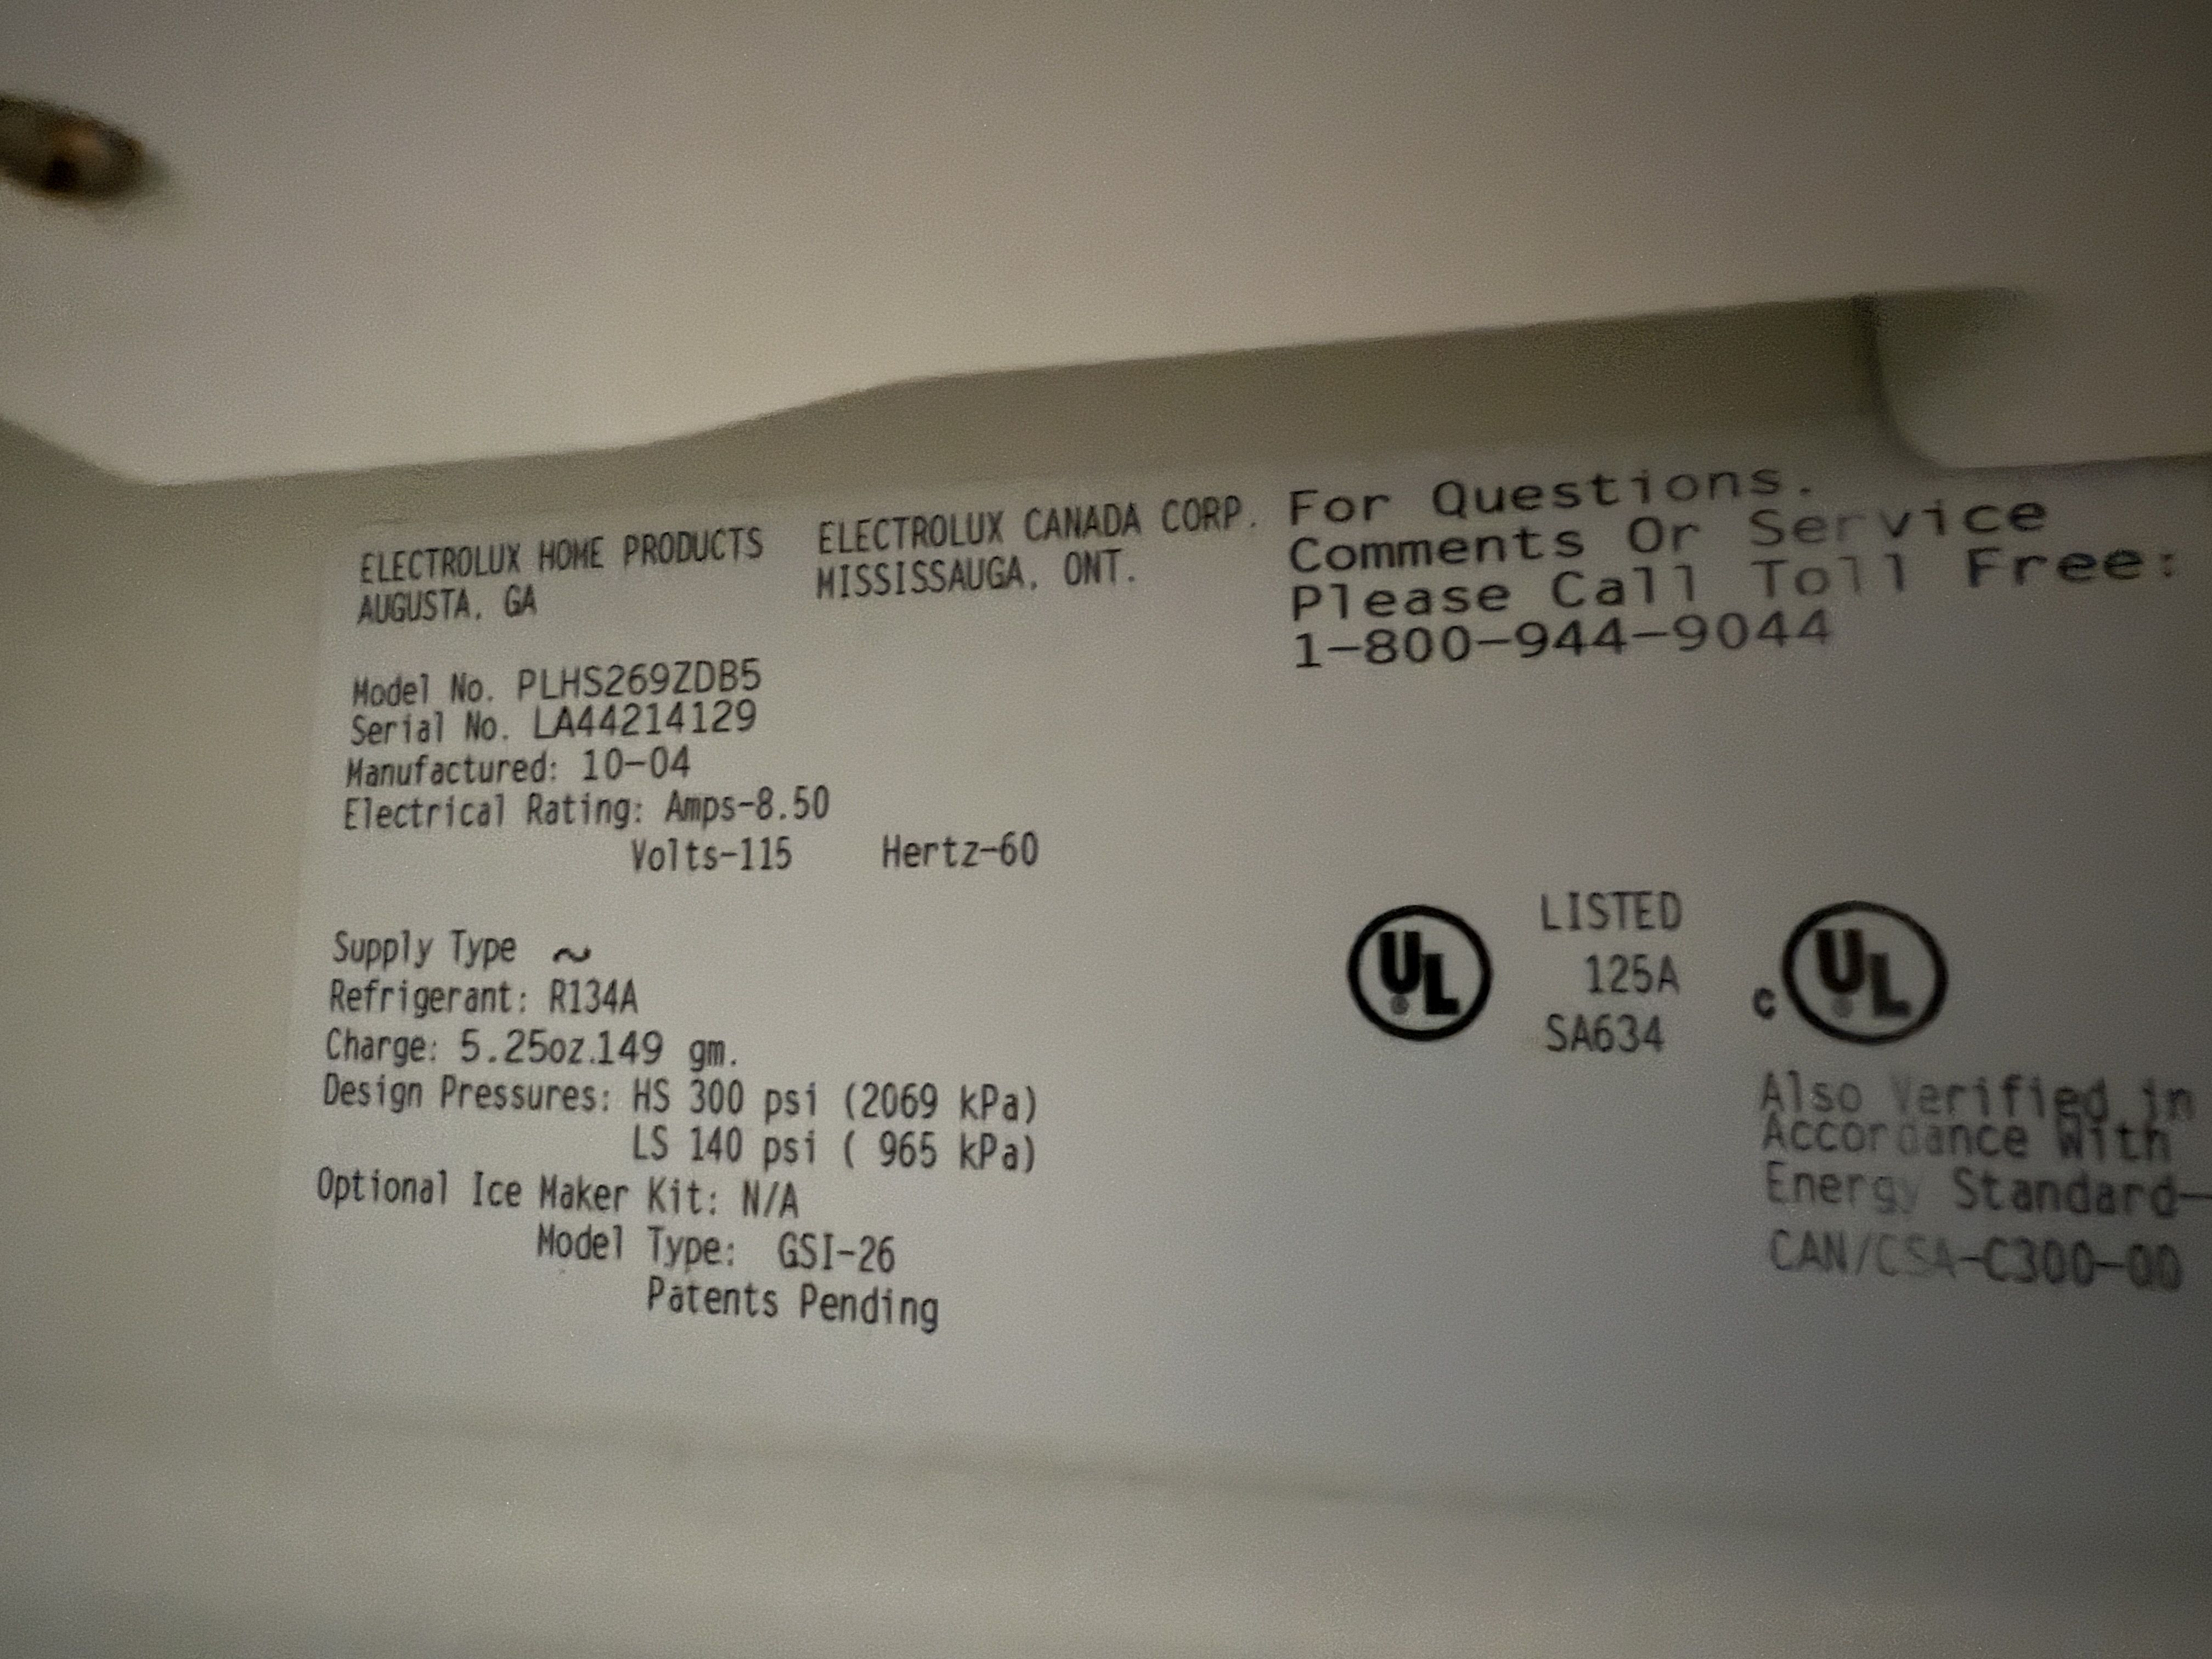 ELECTROLUX HOME PRODUCTS
AUGUSTA, GA
ELECTROLUX CANADA CORP.
MISSISSAUGA, ONT.
For Questions.
Comments Or Service
Please Call Toll Free:
1-800-944-9044
Model No. PLHS269ZDB5
Serial No. LA44214129
Manufactured: 10-04
Electrical Rating: Amps-8.50
Volts-115 Hertz-60
Supply Type ~
Refrigerant: R134A
Charge: 5.25oz.149 gm.
Design Pressures: HS 300 psi (2069 kPa)
LS 140 psi ( 965 kPa)
Optional Ice Maker Kit: N/A
Model Type: GSI-26
Patents Pending
UL
LISTED
125A
SA634
c UL
Also Verified in
Accordance With
Energy Standard-
CAN/CSA-C300-00